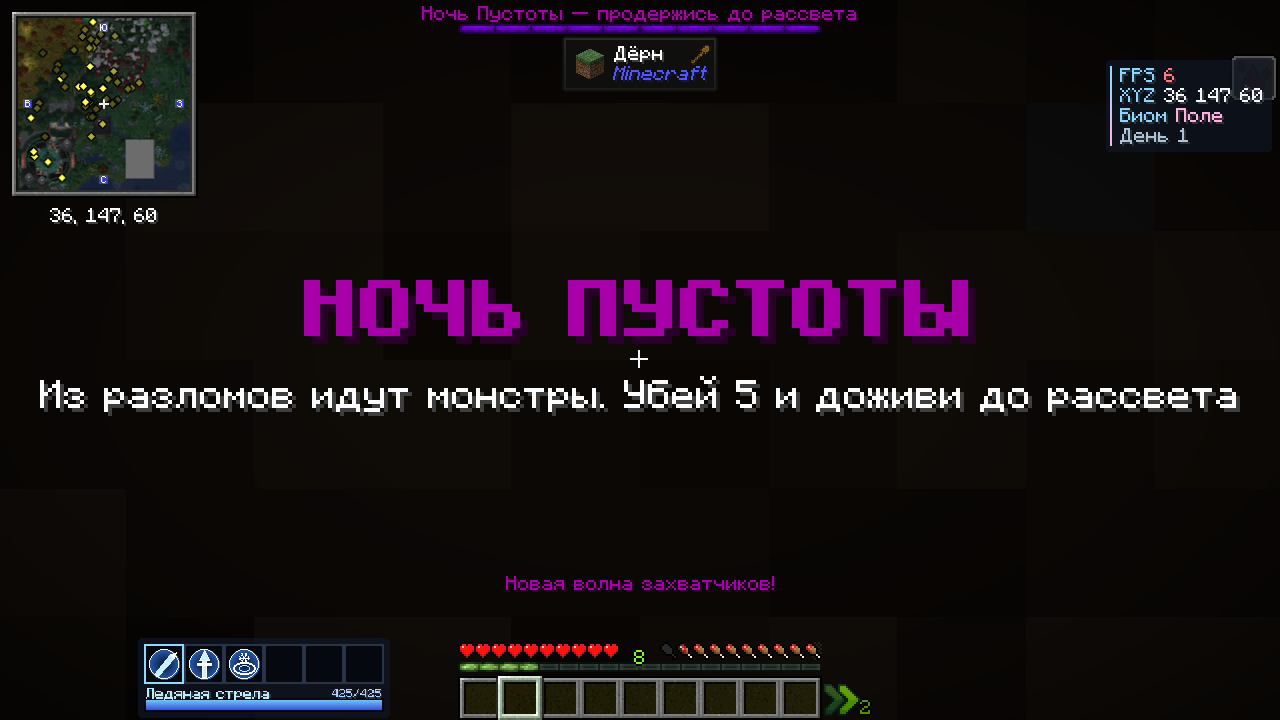 Ночь Пустоты — продержись до рассвета
Дёрн
Minecraft
Ю
В
З
С
36, 147, 60
FPS 6
XYZ 36 147 60
Биом Поле
День 1
НОЧЬ ПУСТОТЫ
Из разломов идут монстры. Убей 5 и доживи до рассвета
Новая волна захватчиков!
Ледяная стрела 425/425
8
2